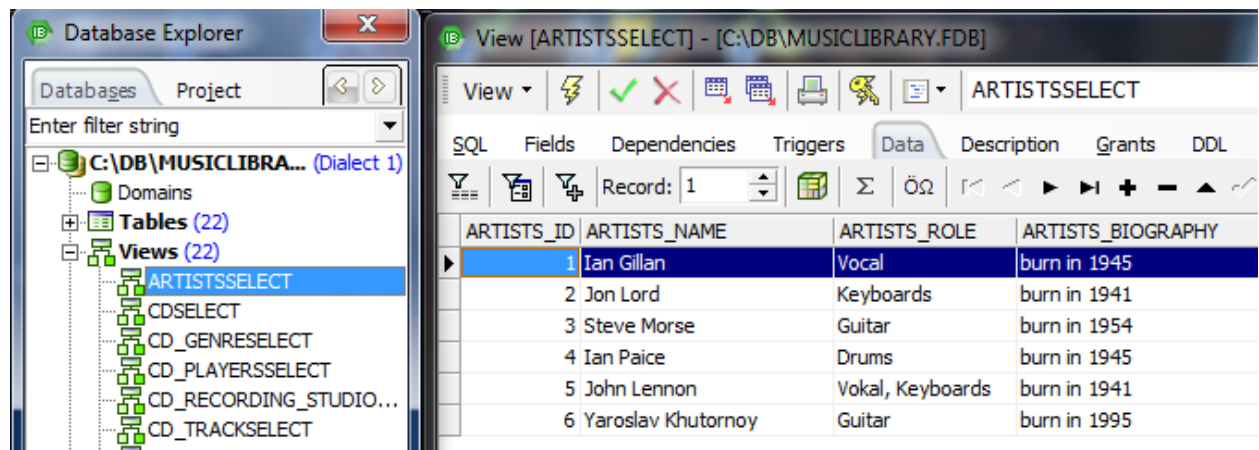 Database Explorer
Databases Project
Enter filter string
C:\DB\MUSICLIBRA... (Dialect 1)
Domains
Tables (22)
Views (22)
ARTISTSSELECT
CDSELECT
CD_GENRESELECT
CD_PLAYERSSELECT
CD_RECORDING_STUDIO...
CD_TRACKSELECT
View [ARTISTSSELECT] - [C:\DB\MUSICLIBRARY.FDB]
View ARTISTSSELECT
SQL Fields Dependencies Triggers Data Description Grants DDL
Record: 1 Σ ÖΩ
ARTISTS_ID ARTISTS_NAME ARTISTS_ROLE ARTISTS_BIOGRAPHY
1 Ian Gillan Vocal burn in 1945
2 Jon Lord Keyboards burn in 1941
3 Steve Morse Guitar burn in 1954
4 Ian Paice Drums burn in 1945
5 John Lennon Vokal, Keyboards burn in 1941
6 Yaroslav Khutornoy Guitar burn in 1995